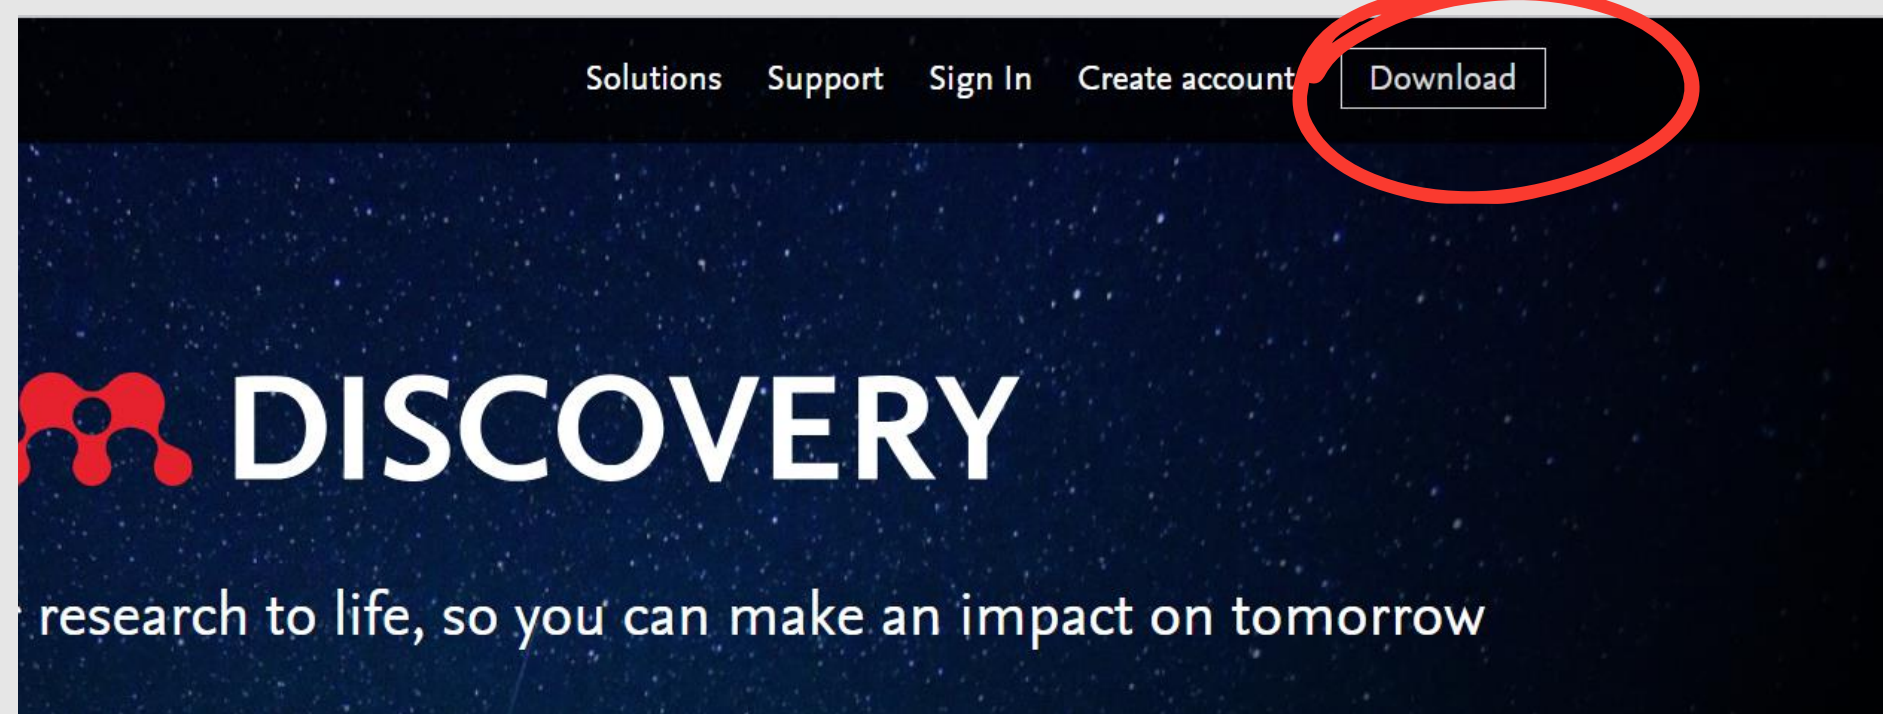 Solutions Support Sign In Create account Download
DISCOVERY
research to life, so you can make an impact on tomorrow